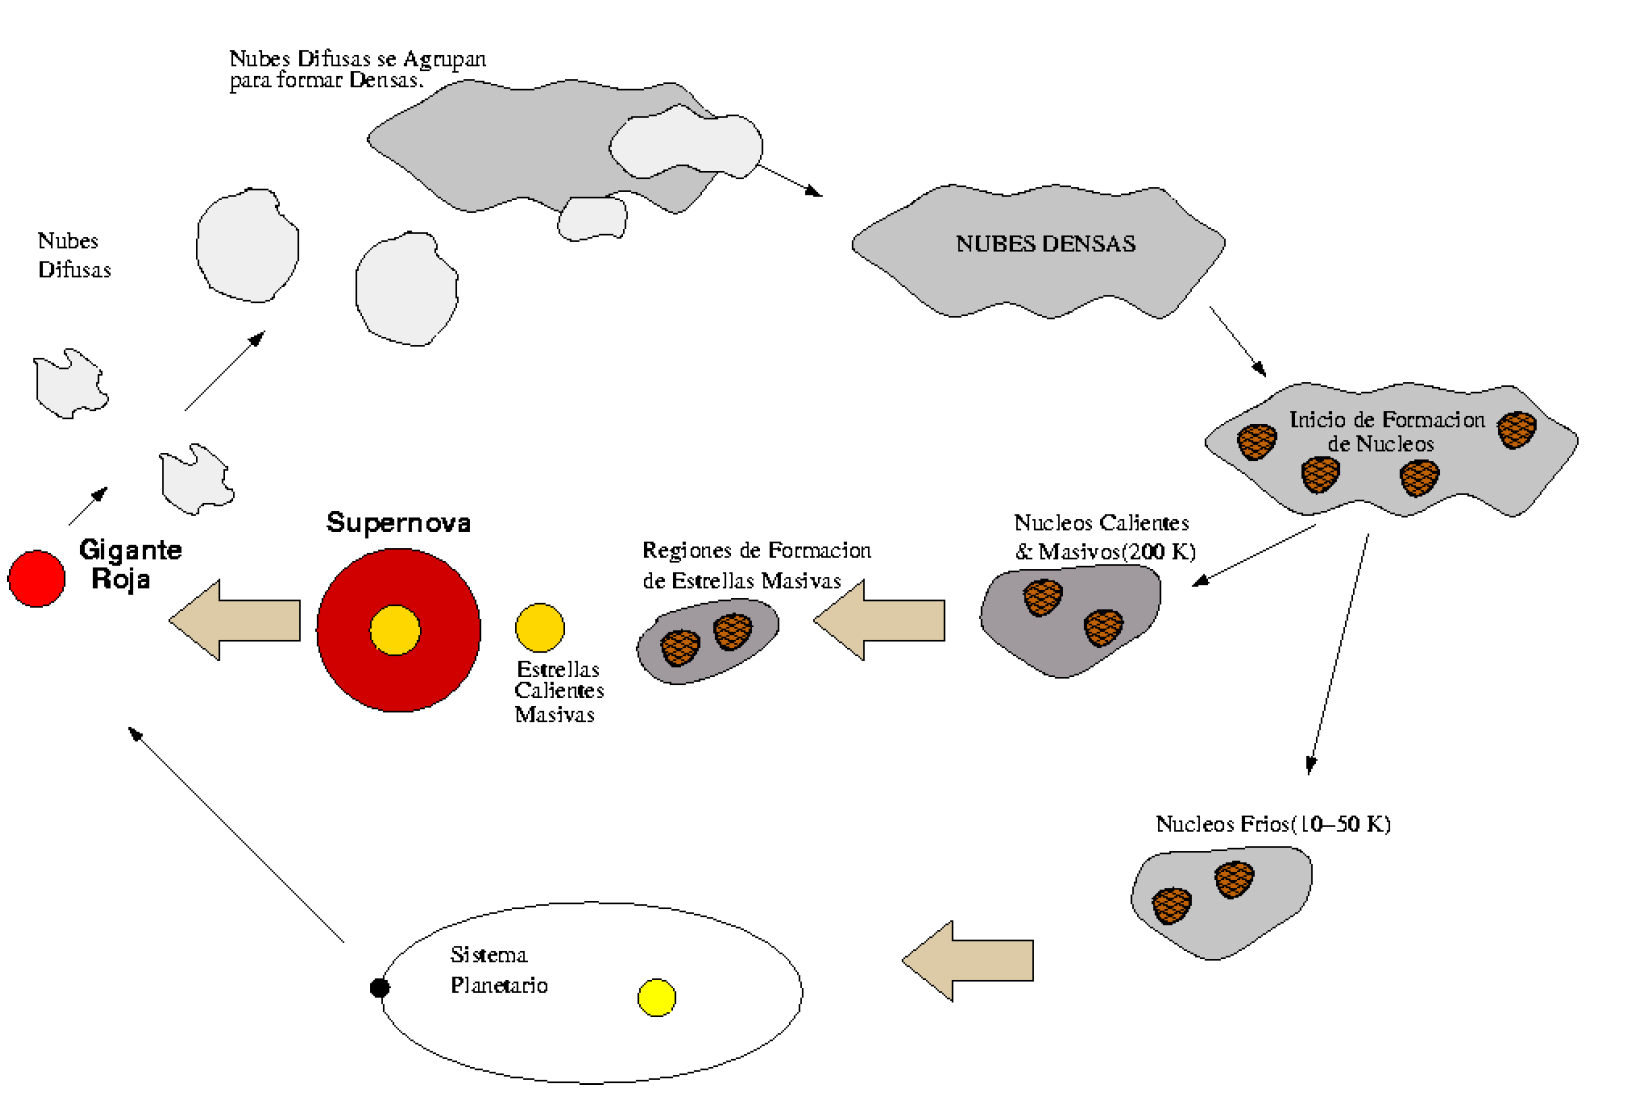 Nubes Difusas se Agrupan
para formar Densas.
Nubes
Difusas
NUBES DENSAS
Inicio de Formacion
de Nucleos
Nucleos Calientes
& Masivos(200 K)
Regiones de Formacion
de Estrellas Masivas
Supernova
Gigante
Roja
Estrellas
Calientes
Masivas
Nucleos Frios(10–50 K)
Sistema
Planetario